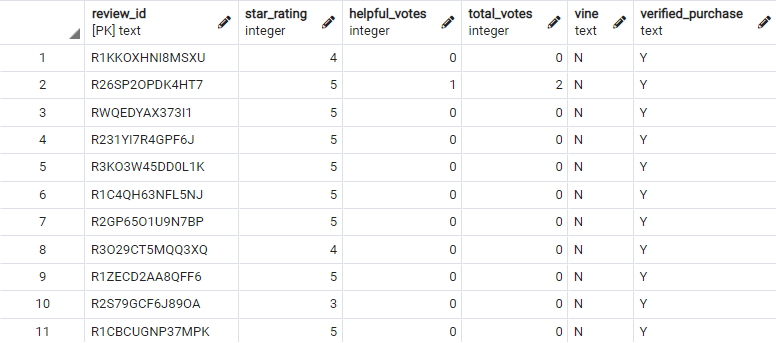 review_id star_rating helpful_votes total_votes vine verified_purchase
[PK] text integer integer integer text text
1 R1KKOXHNI8MSXU 4 0 0 N Y
2 R26SP2OPDK4HT7 5 1 2 N Y
3 RWQEDYAX373I1 5 0 0 N Y
4 R231YI7R4GPF6J 5 0 0 N Y
5 R3KO3W45DD0L1K 5 0 0 N Y
6 R1C4QH63NFL5NJ 5 0 0 N Y
7 R2GP65O1U9N7BP 5 0 0 N Y
8 R3O29CT5MQQ3XQ 4 0 0 N Y
9 R1ZECD2AA8QFF6 5 0 0 N Y
10 R2S79GCF6J89OA 3 0 0 N Y
11 R1CBCUGNP37MPK 5 0 0 N Y